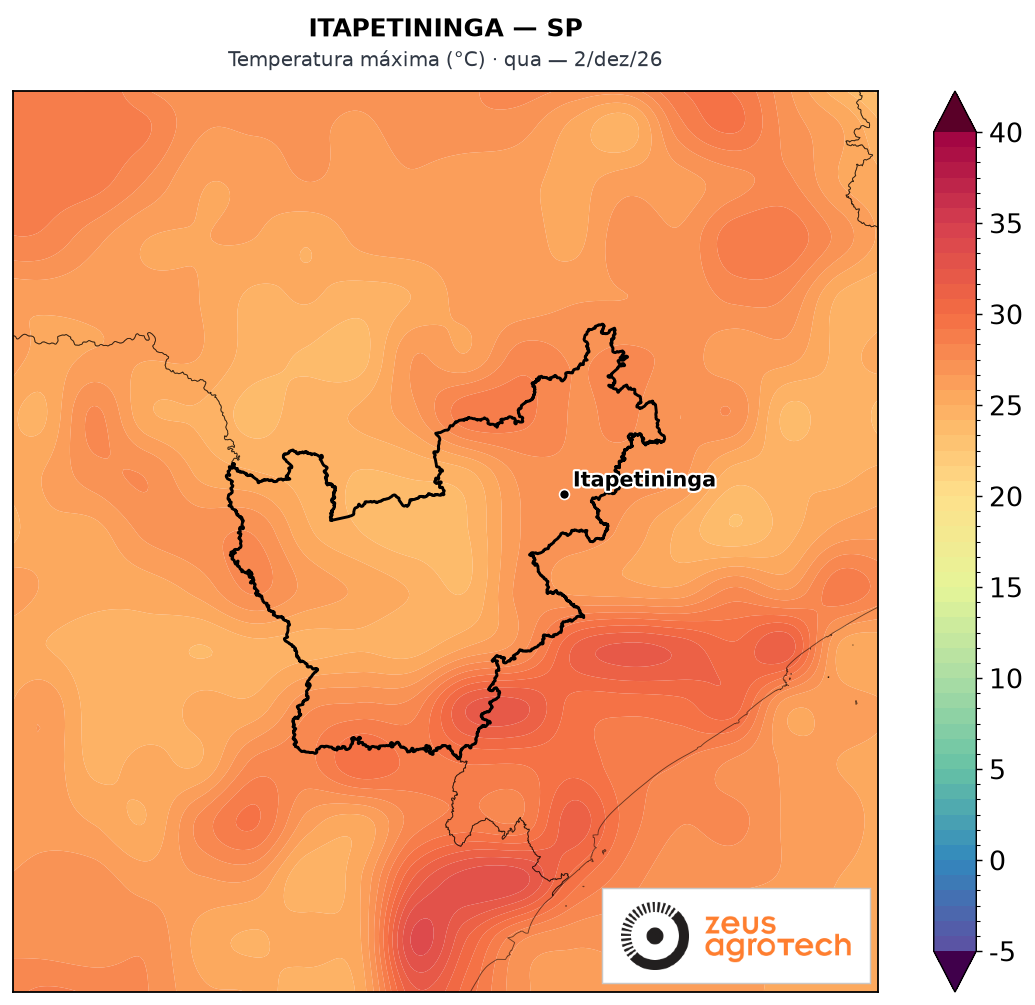 ITAPETININGA — SP
Temperatura máxima (°C) · qua — 2/dez/26
40
35
30
25
20
15
10
5
0
-5
Itapetininga
zeus
agrotech